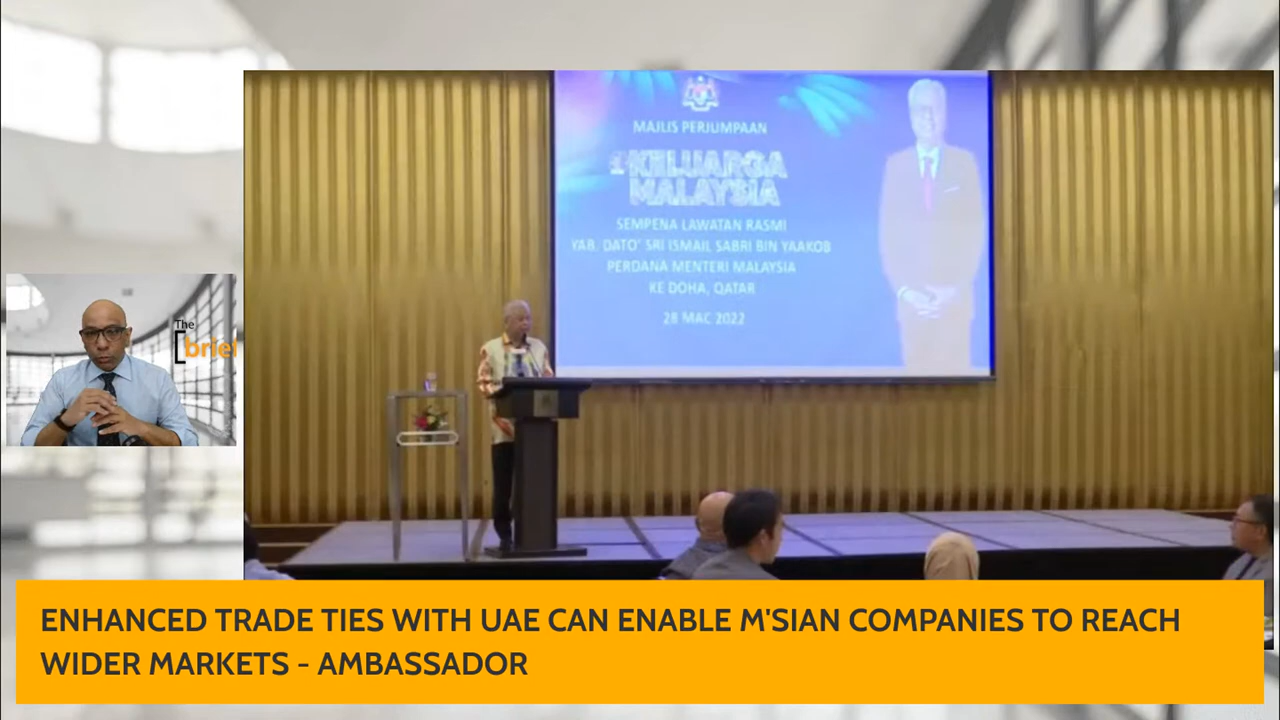 MAJLIS PERJUMPAAN
KELUARGA
MALAYSIA
SEMPENA LAWATAN RASMI
YAB. DATO' SRI ISMAIL SABRI BIN YAAKOB
PERDANA MENTERI MALAYSIA
KE DOHA, QATAR
28 MAC 2022
The
brief
ENHANCED TRADE TIES WITH UAE CAN ENABLE M'SIAN COMPANIES TO REACH
WIDER MARKETS - AMBASSADOR